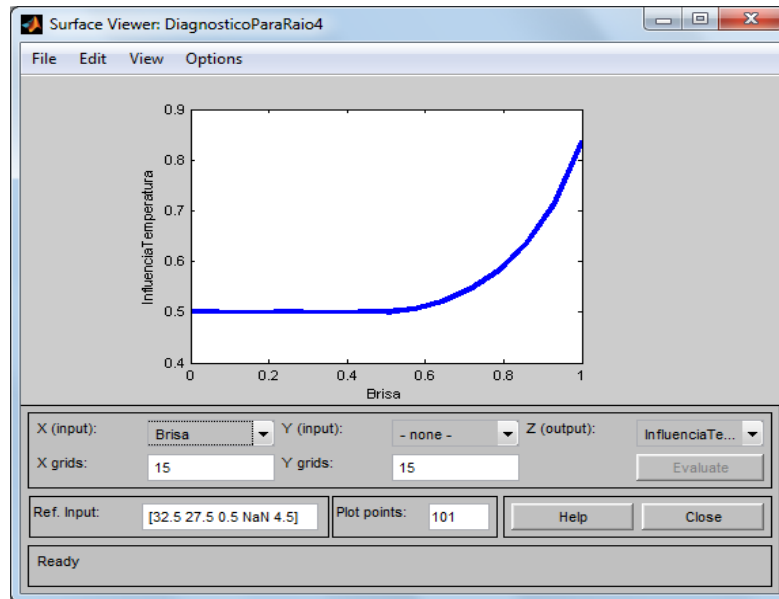 Surface Viewer: DiagnosticoParaRaio4
File Edit View Options
0.9
0.8
0.7
0.6
0.5
0.4
InfluenciaTemperatura
0 0.2 0.4 0.6 0.8 1
Brisa
X (input): Brisa Y (input): - none - Z (output): InfluenciaTe...
X grids: 15 Y grids: 15 Evaluate
Ref. Input: [32.5 27.5 0.5 NaN 4.5] Plot points: 101 Help Close
Ready